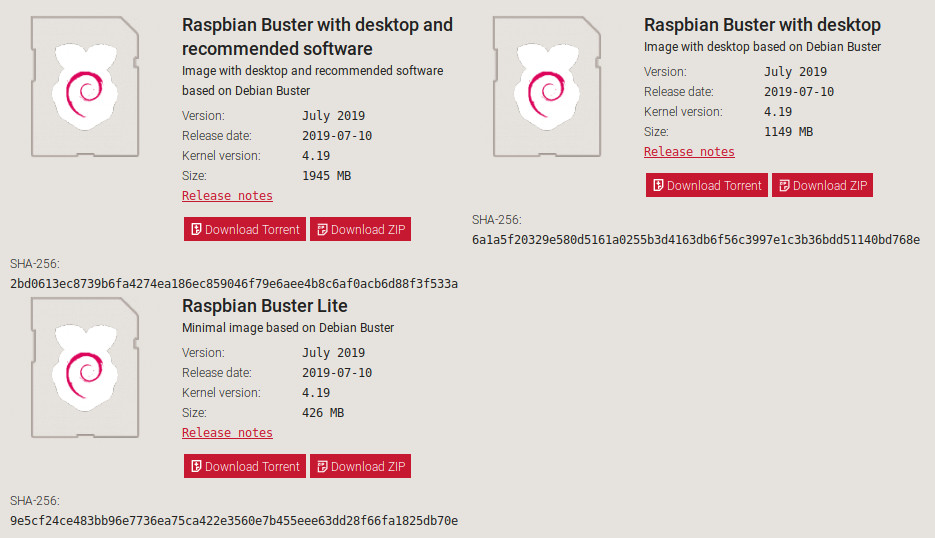 Raspbian Buster with desktop and
recommended software
Image with desktop and recommended software
based on Debian Buster
Version: July 2019
Release date: 2019-07-10
Kernel version: 4.19
Size: 1945 MB
Release notes
Download Torrent Download ZIP
SHA-256:
2bd0613ec8739b6fa4274ea186ec859046f79e6aee4b8c6af0acb6d88f3f533a
Raspbian Buster with desktop
Image with desktop based on Debian Buster
Version: July 2019
Release date: 2019-07-10
Kernel version: 4.19
Size: 1149 MB
Release notes
Download Torrent Download ZIP
SHA-256:
6a1a5f20329e580d5161a0255b3d4163db6f56c3997e1c3b36bdd51140bd768e
Raspbian Buster Lite
Minimal image based on Debian Buster
Version: July 2019
Release date: 2019-07-10
Kernel version: 4.19
Size: 426 MB
Release notes
Download Torrent Download ZIP
SHA-256:
9e5cf24ce483bb96e7736ea75ca422e3560e7b455eee63dd28f66fa1825db70e